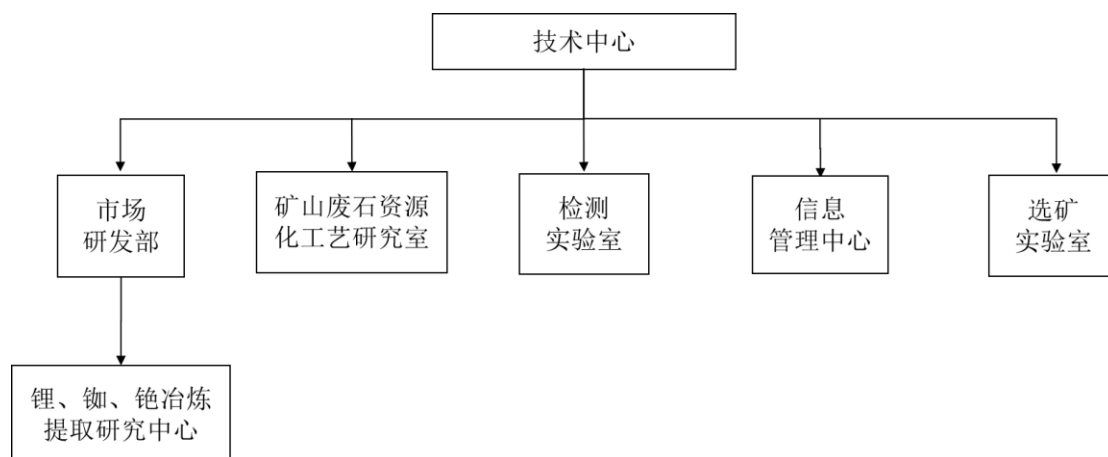 技术中心
市场
研发部
矿山废石资源
化工艺研究室
检测
实验室
信息
管理中心
选矿
实验室
锂、铷、铯冶炼
提取研究中心